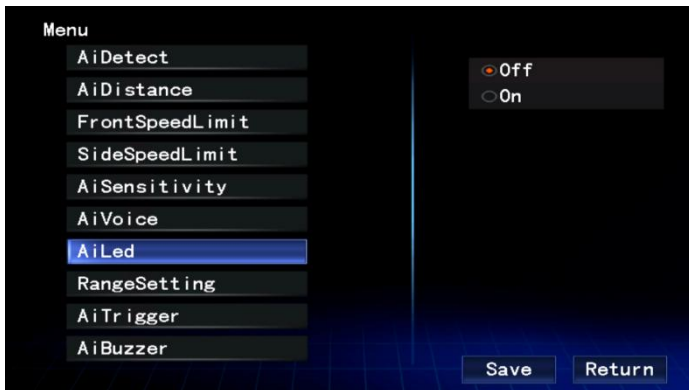 Menu
AiDetect
AiDistance
FrontSpeedLimit
SideSpeedLimit
AiSensitivity
AiVoice
AiLed
RangeSetting
AiTrigger
AiBuzzer
Off
On
Save Return